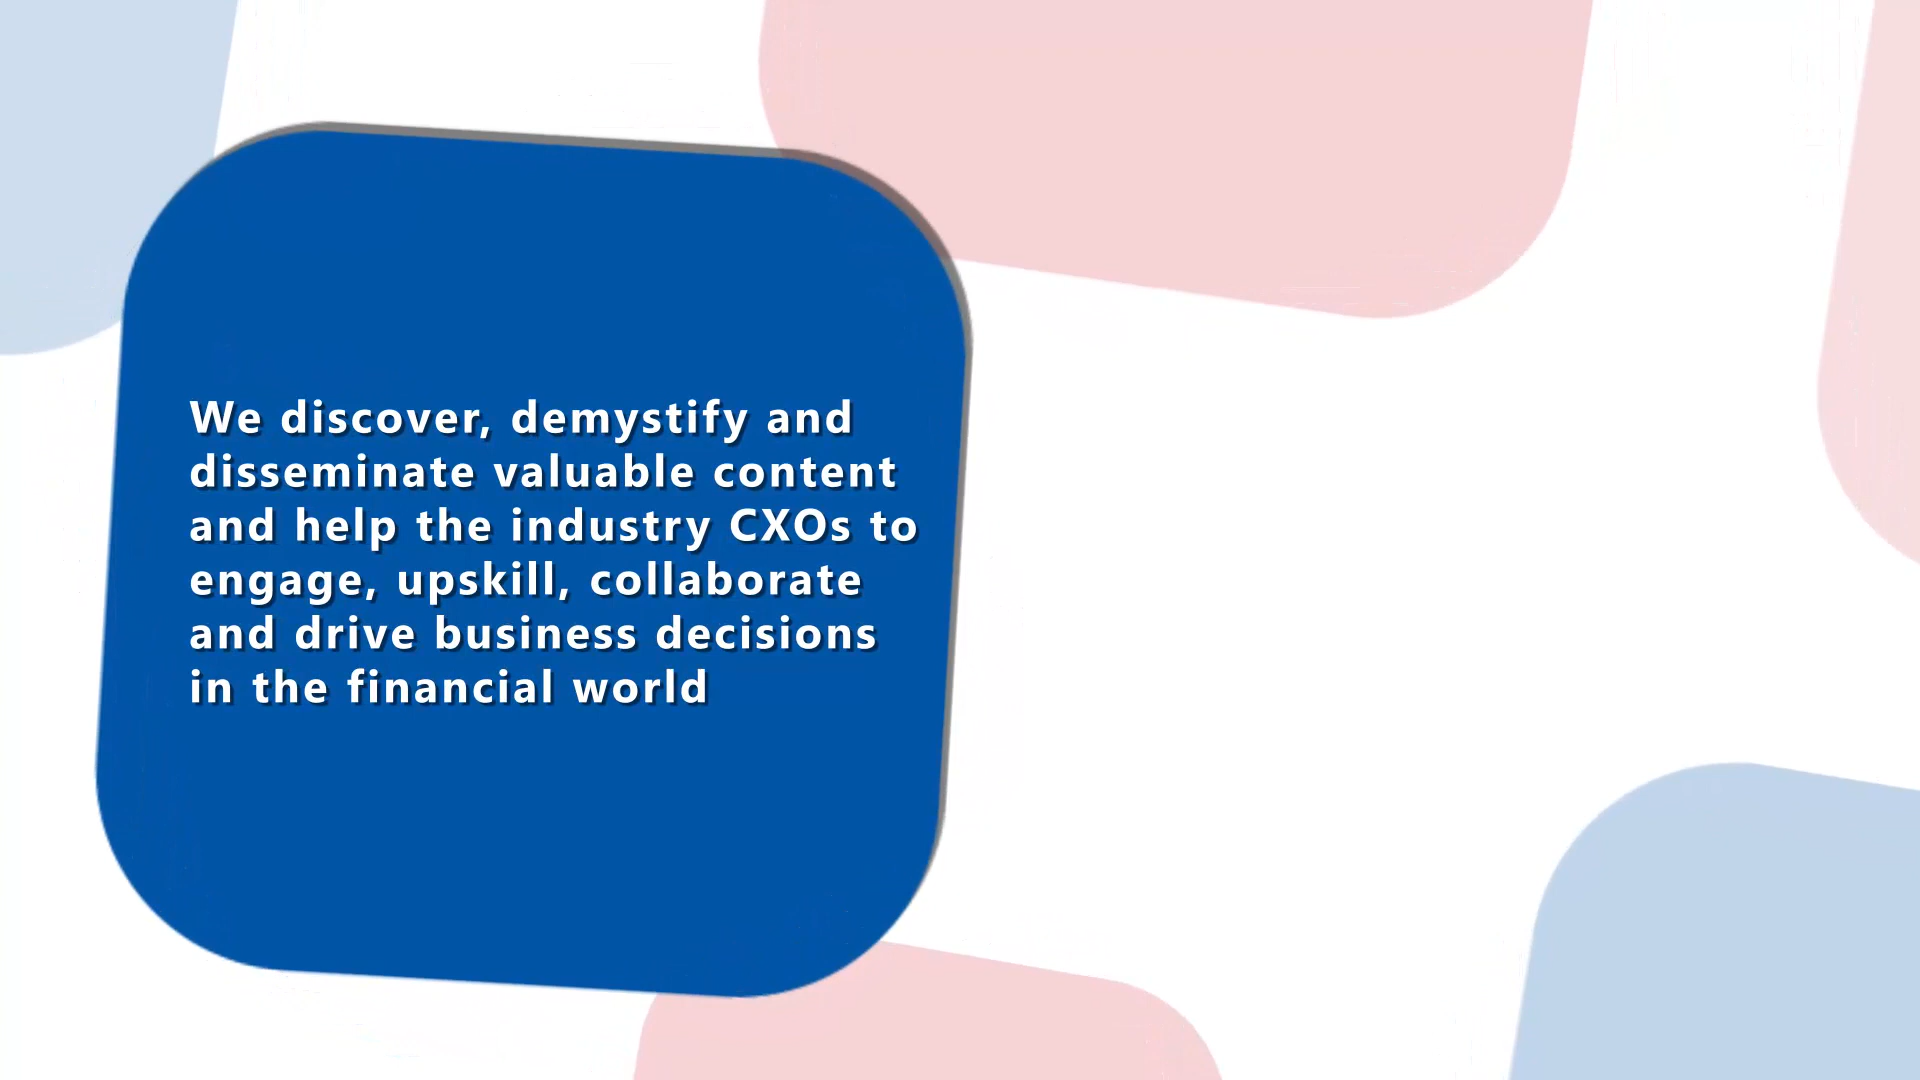 We discover, demystify and
disseminate valuable content
and help the industry CXOs to
engage, upskill, collaborate
and drive business decisions
in the financial world